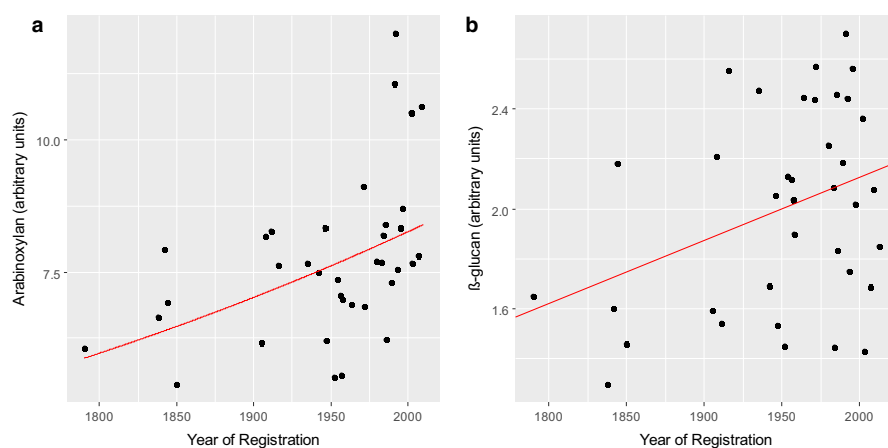 a
Arabinoxylan (arbitrary units)
10.0
7.5
1800 1850 1900 1950 2000
Year of Registration
b
ß-glucan (arbitrary units)
2.4
2.0
1.6
1800 1850 1900 1950 2000
Year of Registration